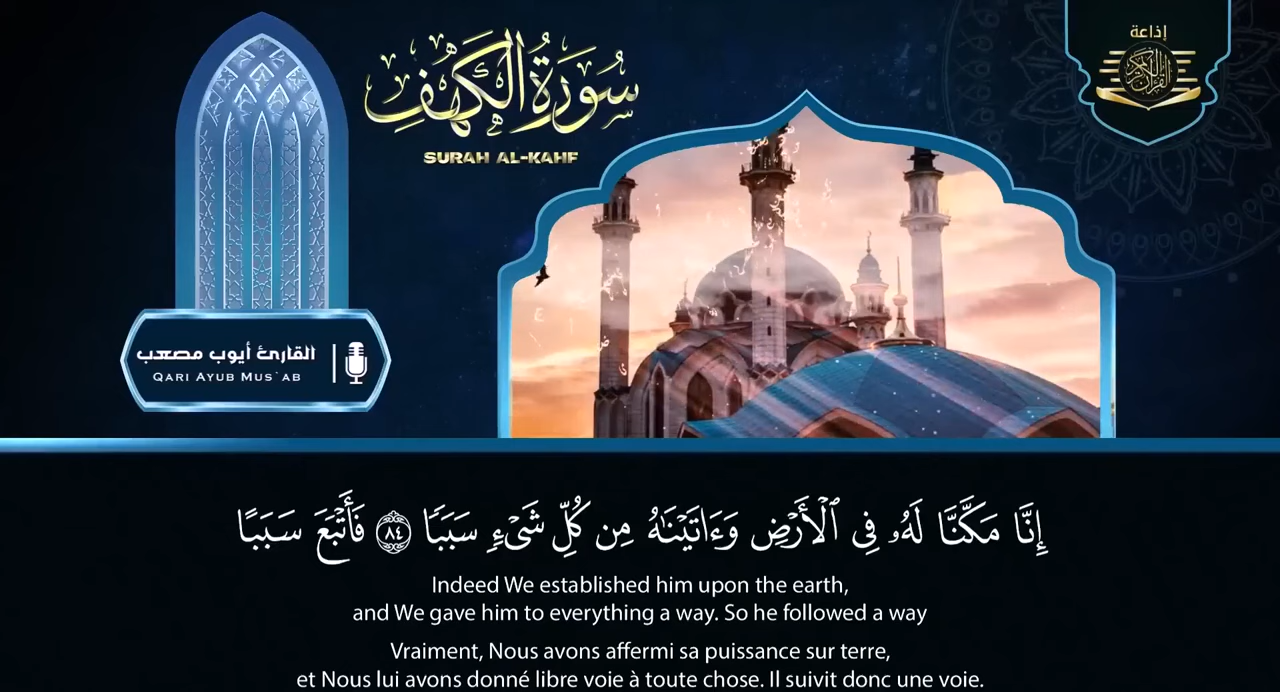 سُورَةُ الكَهْفِ
SURAH AL-KAHF
إذاعة
القرآن الكريم
القارئ أيوب مصعب
QARI AYUB MUS`AB
إِنَّا مَكَّنَّا لَهُۥ فِى ٱلْأَرْضِ وَءَاتَيْنَـٰهُ مِن كُلِّ شَىْءٍ سَبَبًا ٨٤ فَأَتْبَعَ سَبَبًا
Indeed We established him upon the earth,
and We gave him to everything a way. So he followed a way
Vraiment, Nous avons affermi sa puissance sur terre,
et Nous lui avons donné libre voie à toute chose. Il suivit donc une voie.